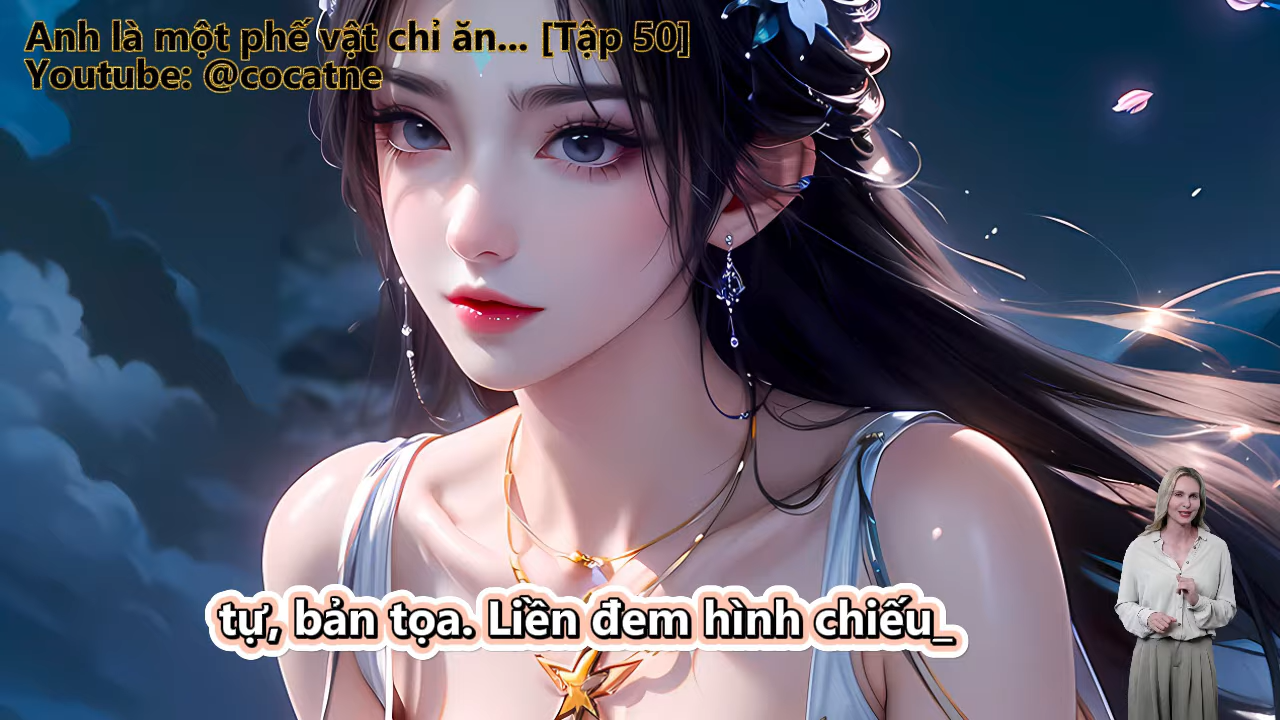 Anh là một phế vật chỉ ăn... [Tập 50]
Youtube: @cocatne
tự, bản tọa. Liền đem hình chiếu_